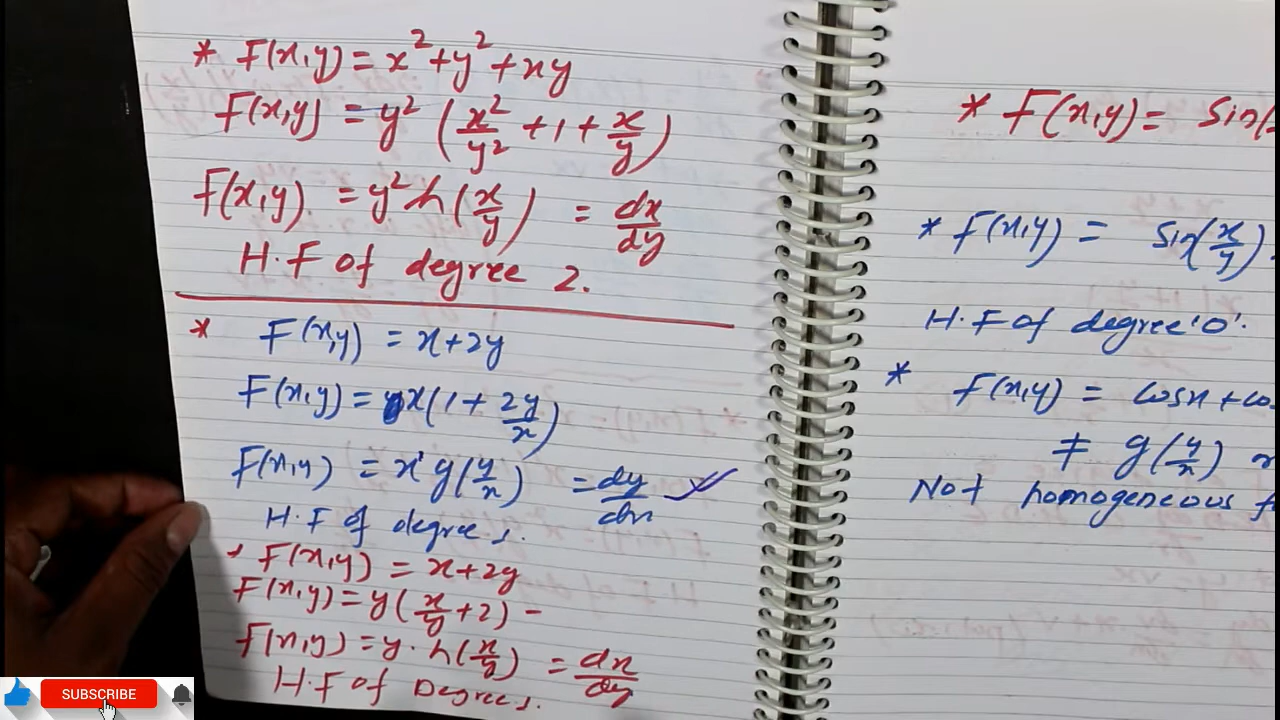 * F(x,y) = x² + y² + xy
F(x,y) = y² (x²/y² + 1 + x/y)
F(x,y) = y² h(x/y) = dx/dy
H.F of degree 2.
* F(x,y) = x+2y
F(x,y) = x(1 + 2y/x)
F(x,y) = x¹ g(y/x) = dy/dx ✓
H.F of degree 1.
* F(x,y) = x+2y
F(x,y) = y(x/y + 2) -
F(x,y) = y. h(x/y) = dx/dy
H.F of Degree 1.
* F(x,y) = Sin(
* F(x,y) = Sin(x/y)
H.F of degree '0'.
* F(x,y) = Cosx + Co
≠ g(y/x)
Not homogeneous
SUBSCRIBE